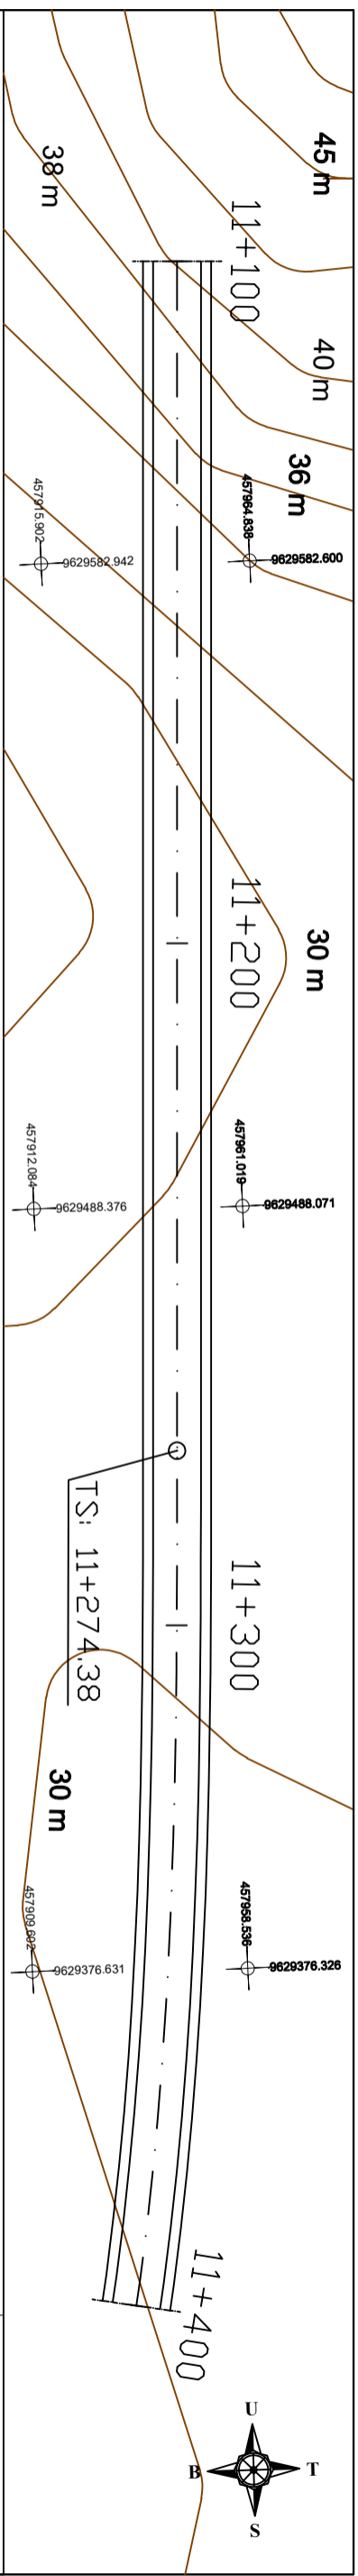 45 m
38 m
11+100
40 m
36 m
457964.838
9629582.600
457915.902
9629582.942
11+200
30 m
457961.019
9629488.071
457912.084
9629488.376
TS: 11+274.38
11+300
30 m
457958.536
9629376.326
457909.602
9629376.631
11+400
U
B
T
S